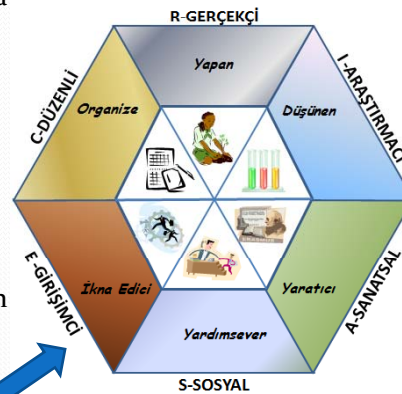 a
R-GERÇEKÇİ
Yapan
Organize
Düşünen
C-DÜZENLİ
I-ARAŞTIRMACI
İkna Edici
Yaratıcı
E-GİRİŞİMCİ
A-SANATSAL
n
Yardımsever
S-SOSYAL